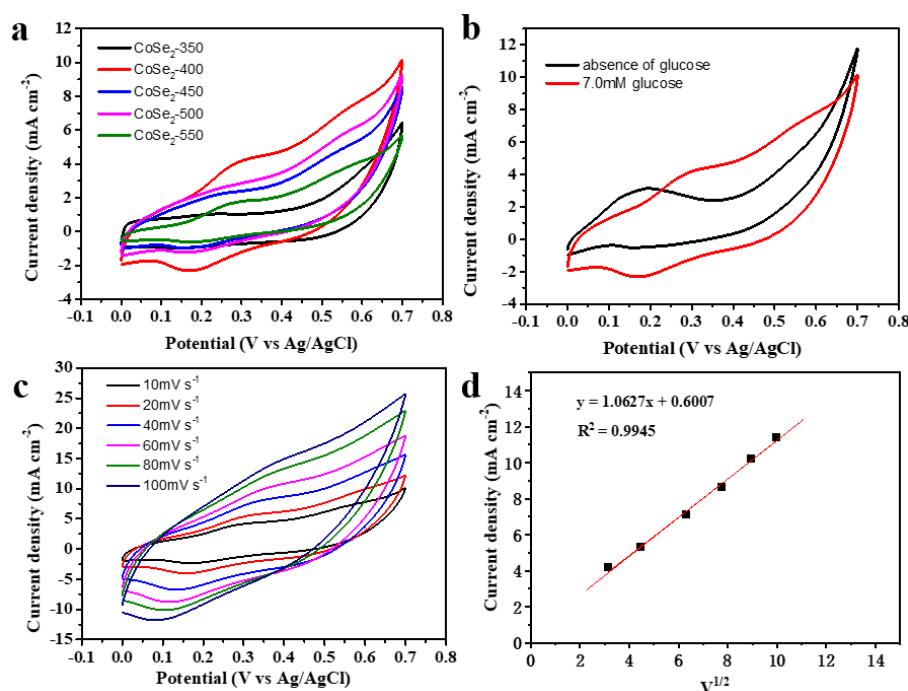 a
CoSe2-350
CoSe2-400
CoSe2-450
CoSe2-500
CoSe2-550
Current density (mA cm-2)
12
10
8
6
4
2
0
-2
-4
-0.1 0.0 0.1 0.2 0.3 0.4 0.5 0.6 0.7 0.8
Potential (V vs Ag/AgCl)
b
absence of glucose
7.0mM glucose
Current density (mA cm-2)
12
9
6
3
0
-3
-0.1 0.0 0.1 0.2 0.3 0.4 0.5 0.6 0.7 0.8
Potential (V vs Ag/AgCl)
c
10mV s-1
20mV s-1
40mV s-1
60mV s-1
80mV s-1
100mV s-1
Current density (mA cm-2)
25
20
15
10
5
0
-5
-10
-15
-0.1 0.0 0.1 0.2 0.3 0.4 0.5 0.6 0.7 0.8
Potential (V vs Ag/AgCl)
d
y = 1.0627x + 0.6007
R2 = 0.9945
Current density (mA cm-2)
14
12
10
8
6
4
2
0
0 2 4 6 8 10 12 14
V1/2